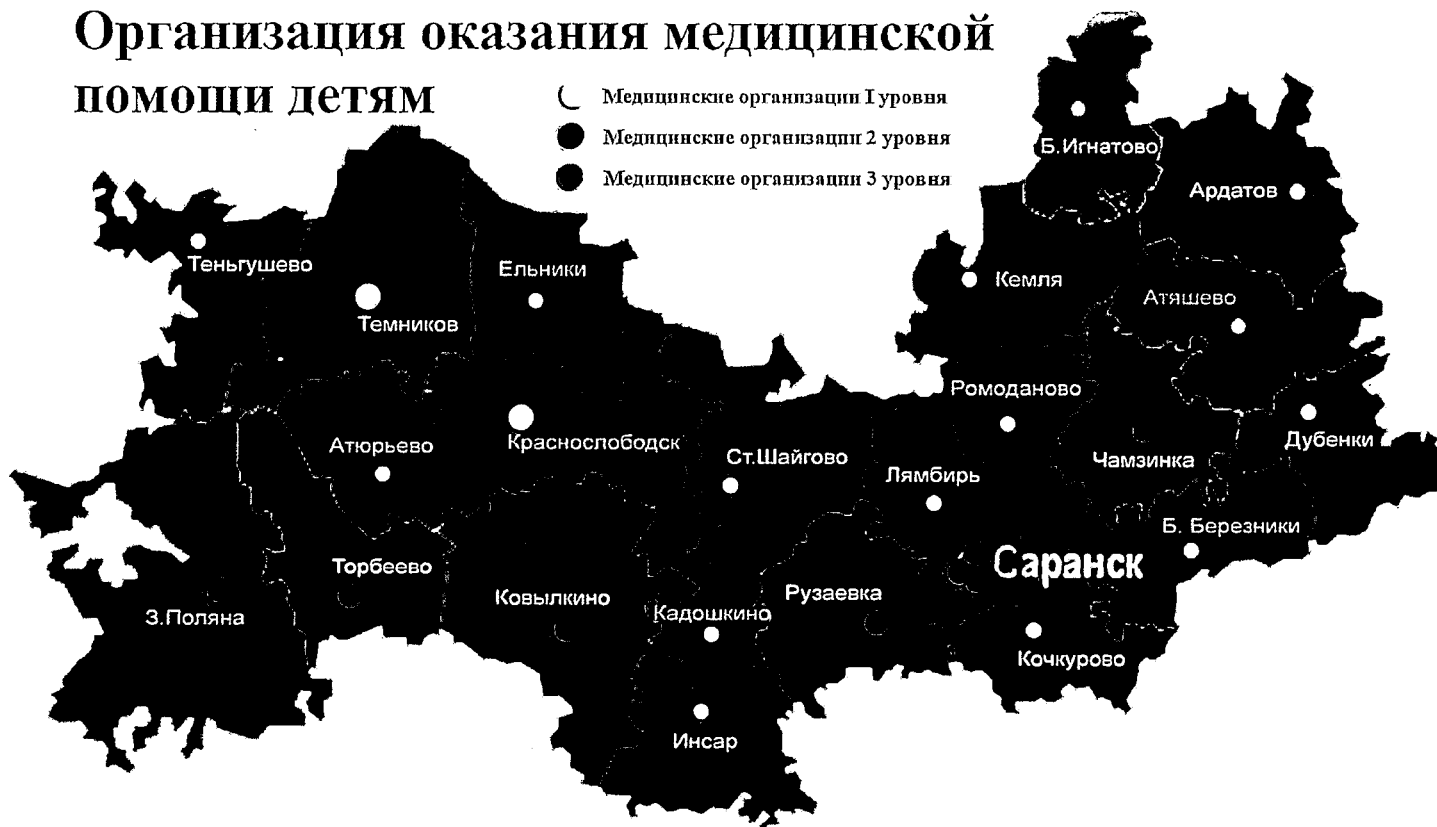 Организация оказания медицинской
помощи детям
Медицинские организации I уровня
Медицинские организации 2 уровня
Медицинские организации 3 уровня
Б.Игнатово
Ардатов
Теньгушево
Ельники
Кемля
Атяшево
Темников
Ромоданово
Атюрьево
Краснослободск
Ст.Шайгово
Дубенки
Чамзинка
Лямбирь
Б. Березники
Саранск
Торбеево
Ковылкино
Рузаевка
З.Поляна
Кадошкино
Кочкурово
Инсар